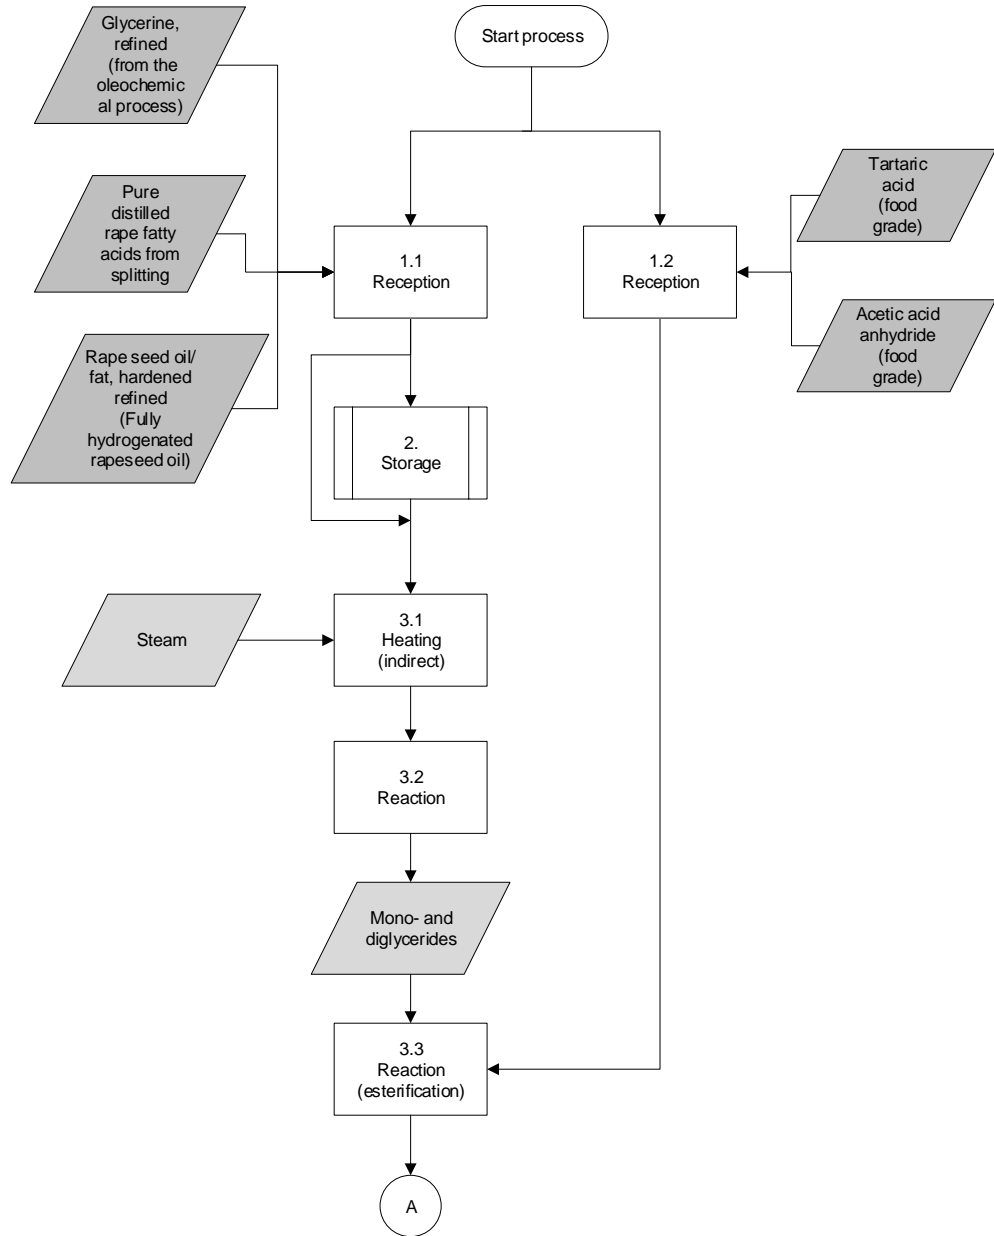 Start process
Glycerine,
refined
(from the
oleochemic
al process)
Pure
distilled
rape fatty
acids from
splitting
Rape seed oil/
fat, hardened
refined
(Fully
hydrogenated
rapeseed oil)
1.1
Reception
1.2
Reception
Tartaric
acid
(food
grade)
Acetic acid
anhydride
(food
grade)
2.
Storage
Steam
3.1
Heating
(indirect)
3.2
Reaction
Mono- and
diglycerides
3.3
Reaction
(esterification)
A